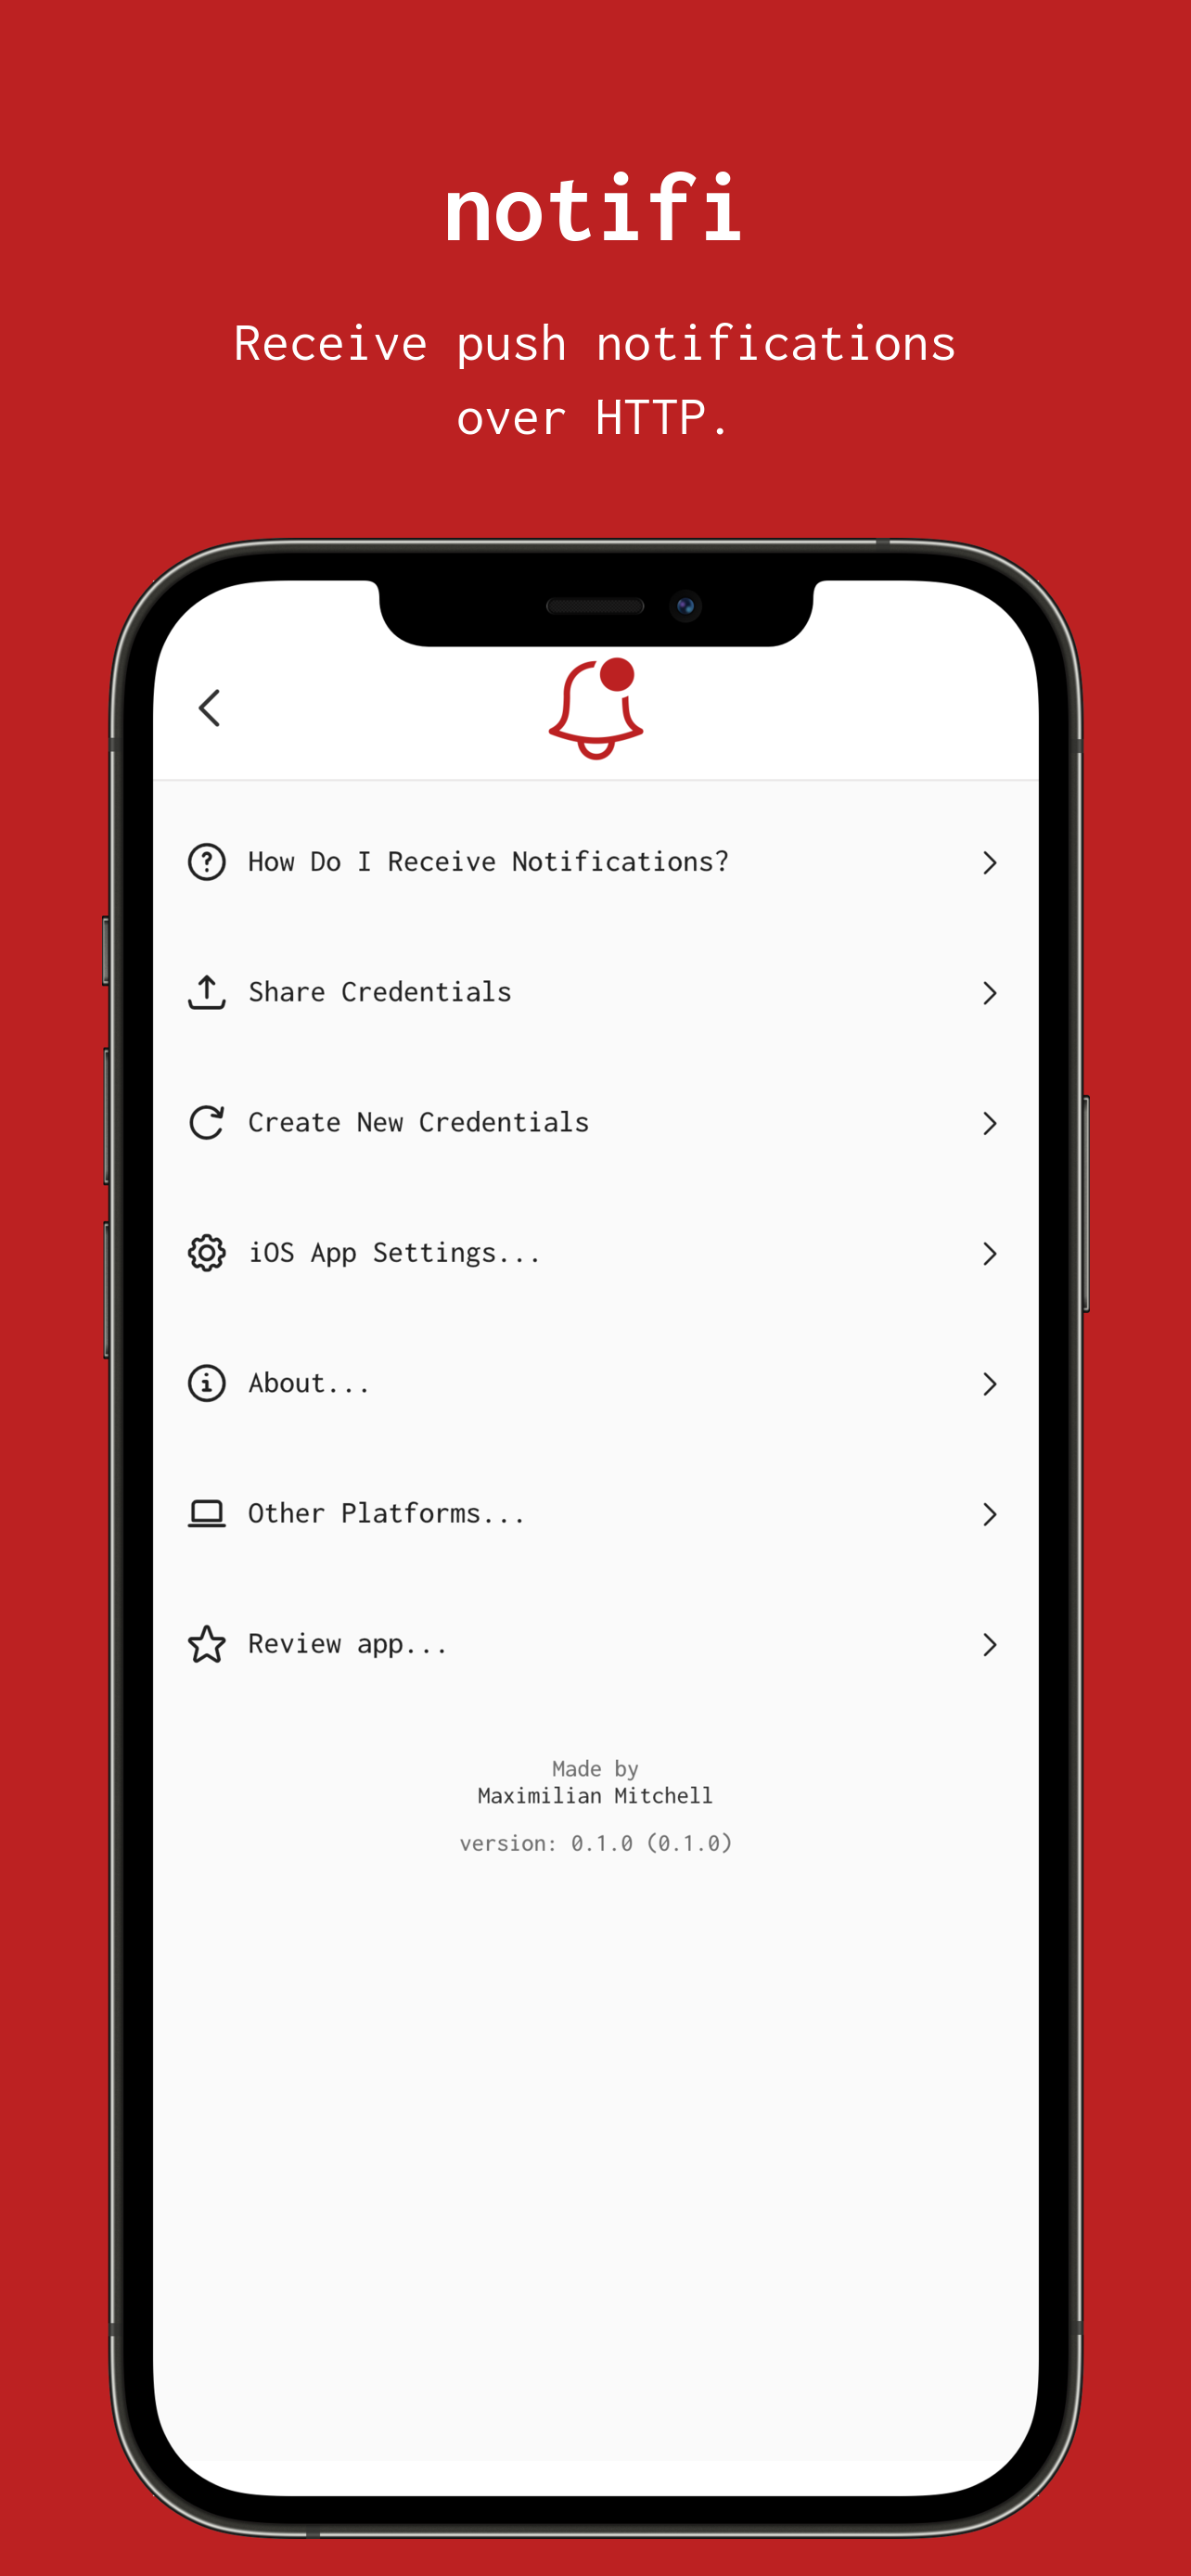 notifi
Receive push notifications
over HTTP.
How Do I Receive Notifications?
Share Credentials
Create New Credentials
iOS App Settings...
About...
Other Platforms...
Review app...
Made by
Maximilian Mitchell
version: 0.1.0 (0.1.0)